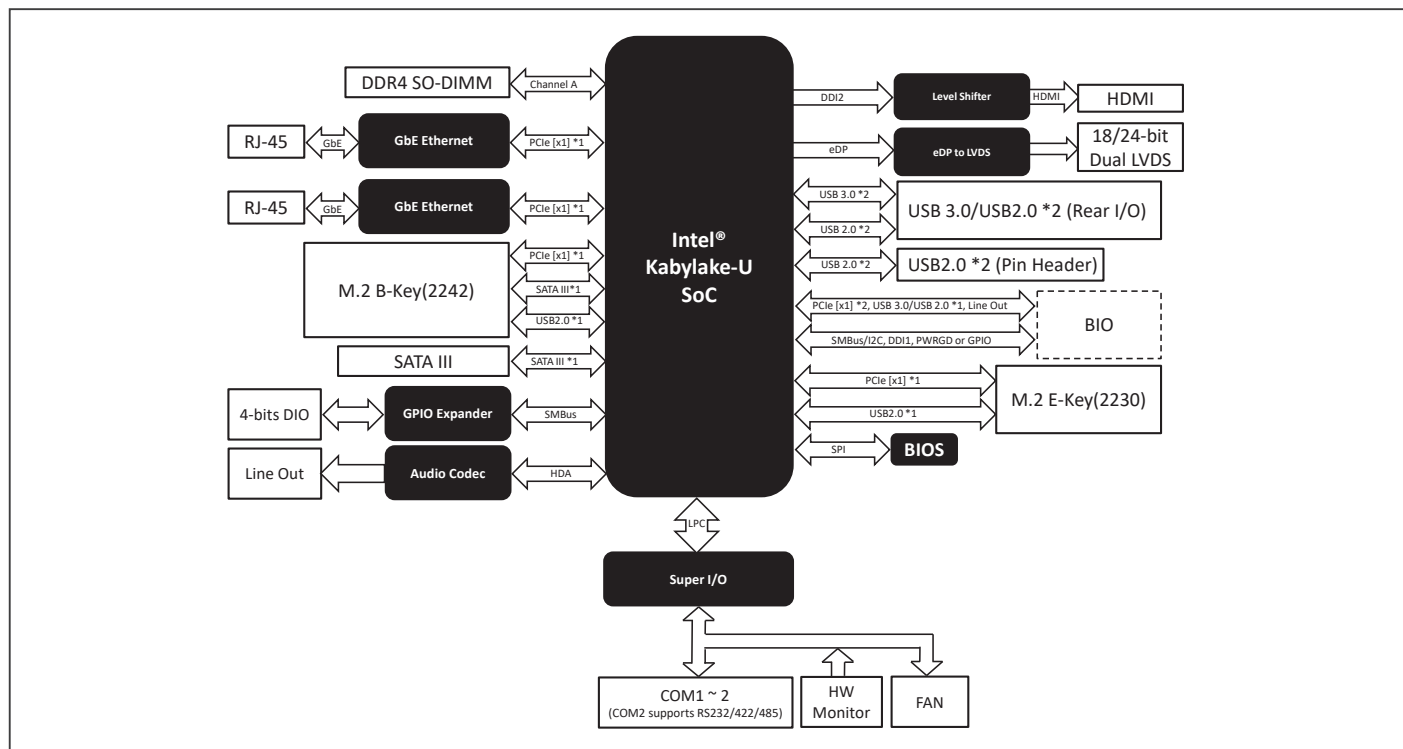 DDR4 SO-DIMM
Channel A
RJ-45
GbE
GbE Ethernet
PCIe [x1] *1
RJ-45
GbE
GbE Ethernet
PCIe [x1] *1
M.2 B-Key(2242)
PCIe [x1] *1
SATA III*1
USB2.0 *1
SATA III
SATA III *1
4-bits DIO
GPIO Expander
SMBus
Line Out
Audio Codec
HDA
Intel®
Kabylake-U
SoC
DDI2
Level Shifter
HDMI
HDMI
eDP
eDP to LVDS
18/24-bit
Dual LVDS
USB 3.0 *2
USB 2.0 *2
USB 3.0/USB2.0 *2 (Rear I/O)
USB 2.0 *2
USB2.0 *2 (Pin Header)
PCIe [x1] *2, USB 3.0/USB 2.0 *1, Line Out
SMBus/I2C, DDI1, PWRGD or GPIO
BIO
PCIe [x1] *1
USB2.0 *1
M.2 E-Key(2230)
SPI
BIOS
LPC
Super I/O
COM1 ~ 2
(COM2 supports RS232/422/485)
HW
Monitor
FAN